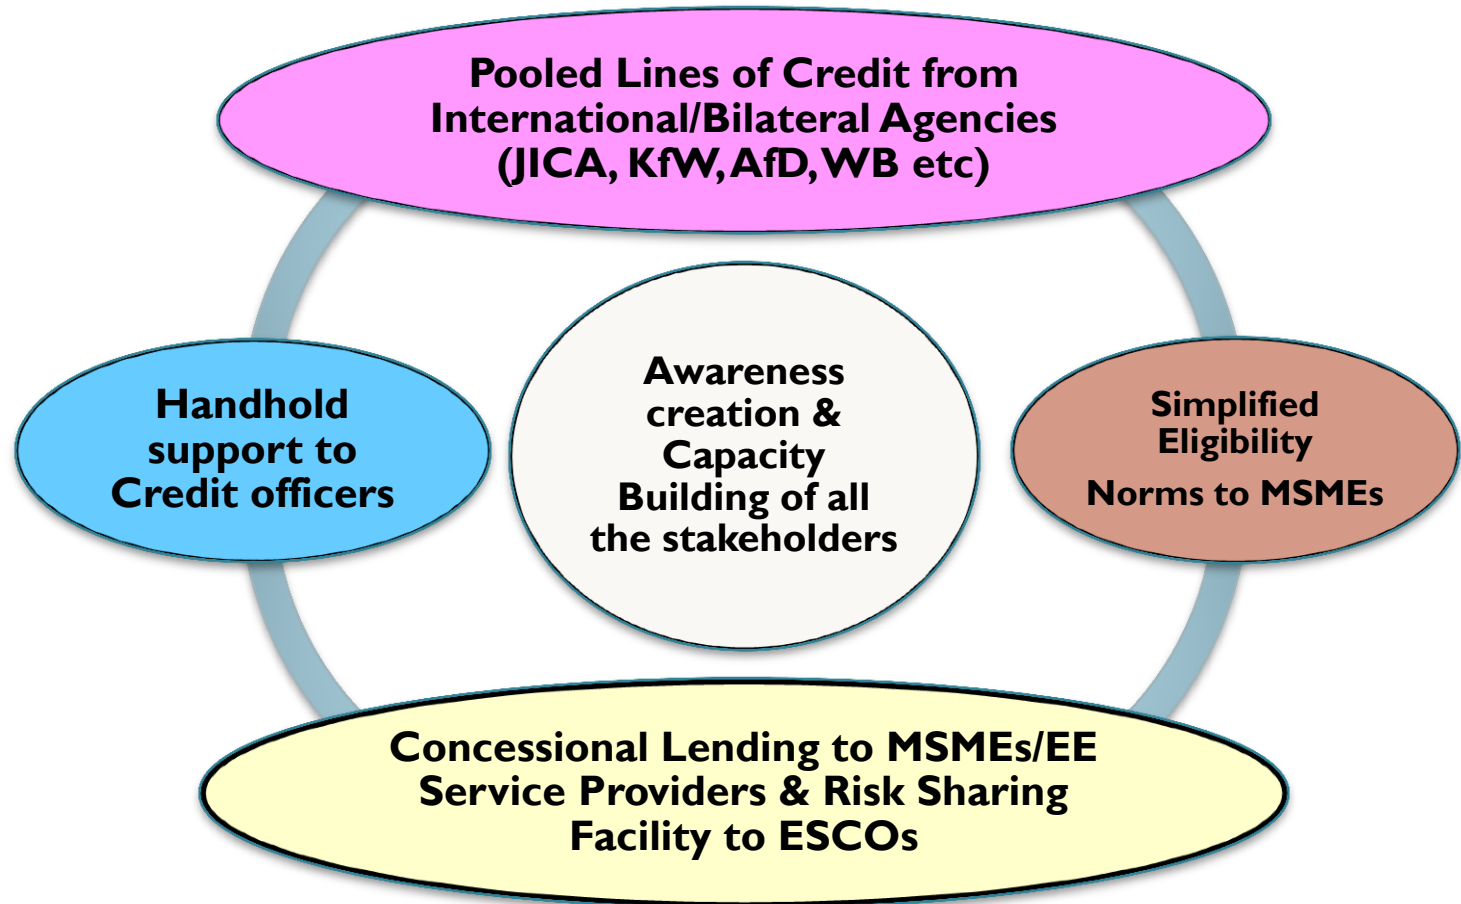 Pooled Lines of Credit from
International/Bilateral Agencies
(JICA, KfW, AfD, WB etc)
Handhold
support to
Credit officers
Awareness
creation &
Capacity
Building of all
the stakeholders
Simplified
Eligibility
Norms to MSMEs
Concessional Lending to MSMEs/EE
Service Providers & Risk Sharing
Facility to ESCOs